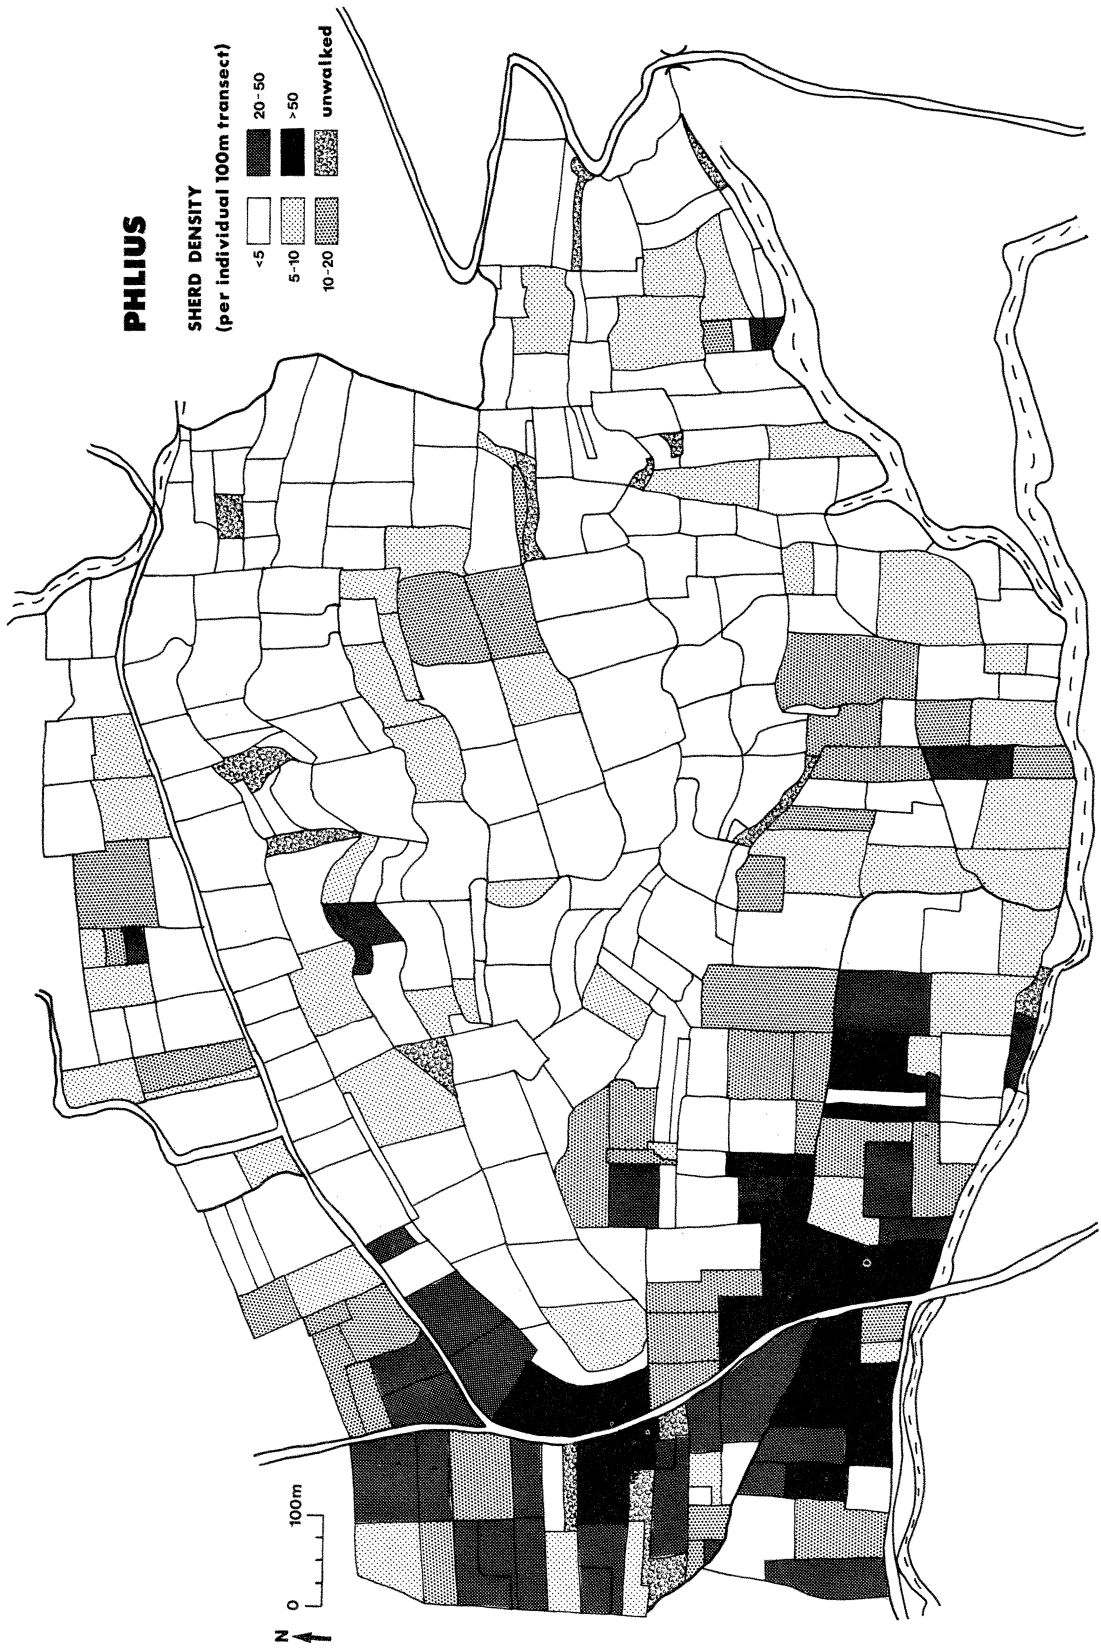 PHLIUS
SHERD DENSITY
(per individual 100m transect)
<5
20-50
5-10
>50
10-20
unwalked
0 100m
N